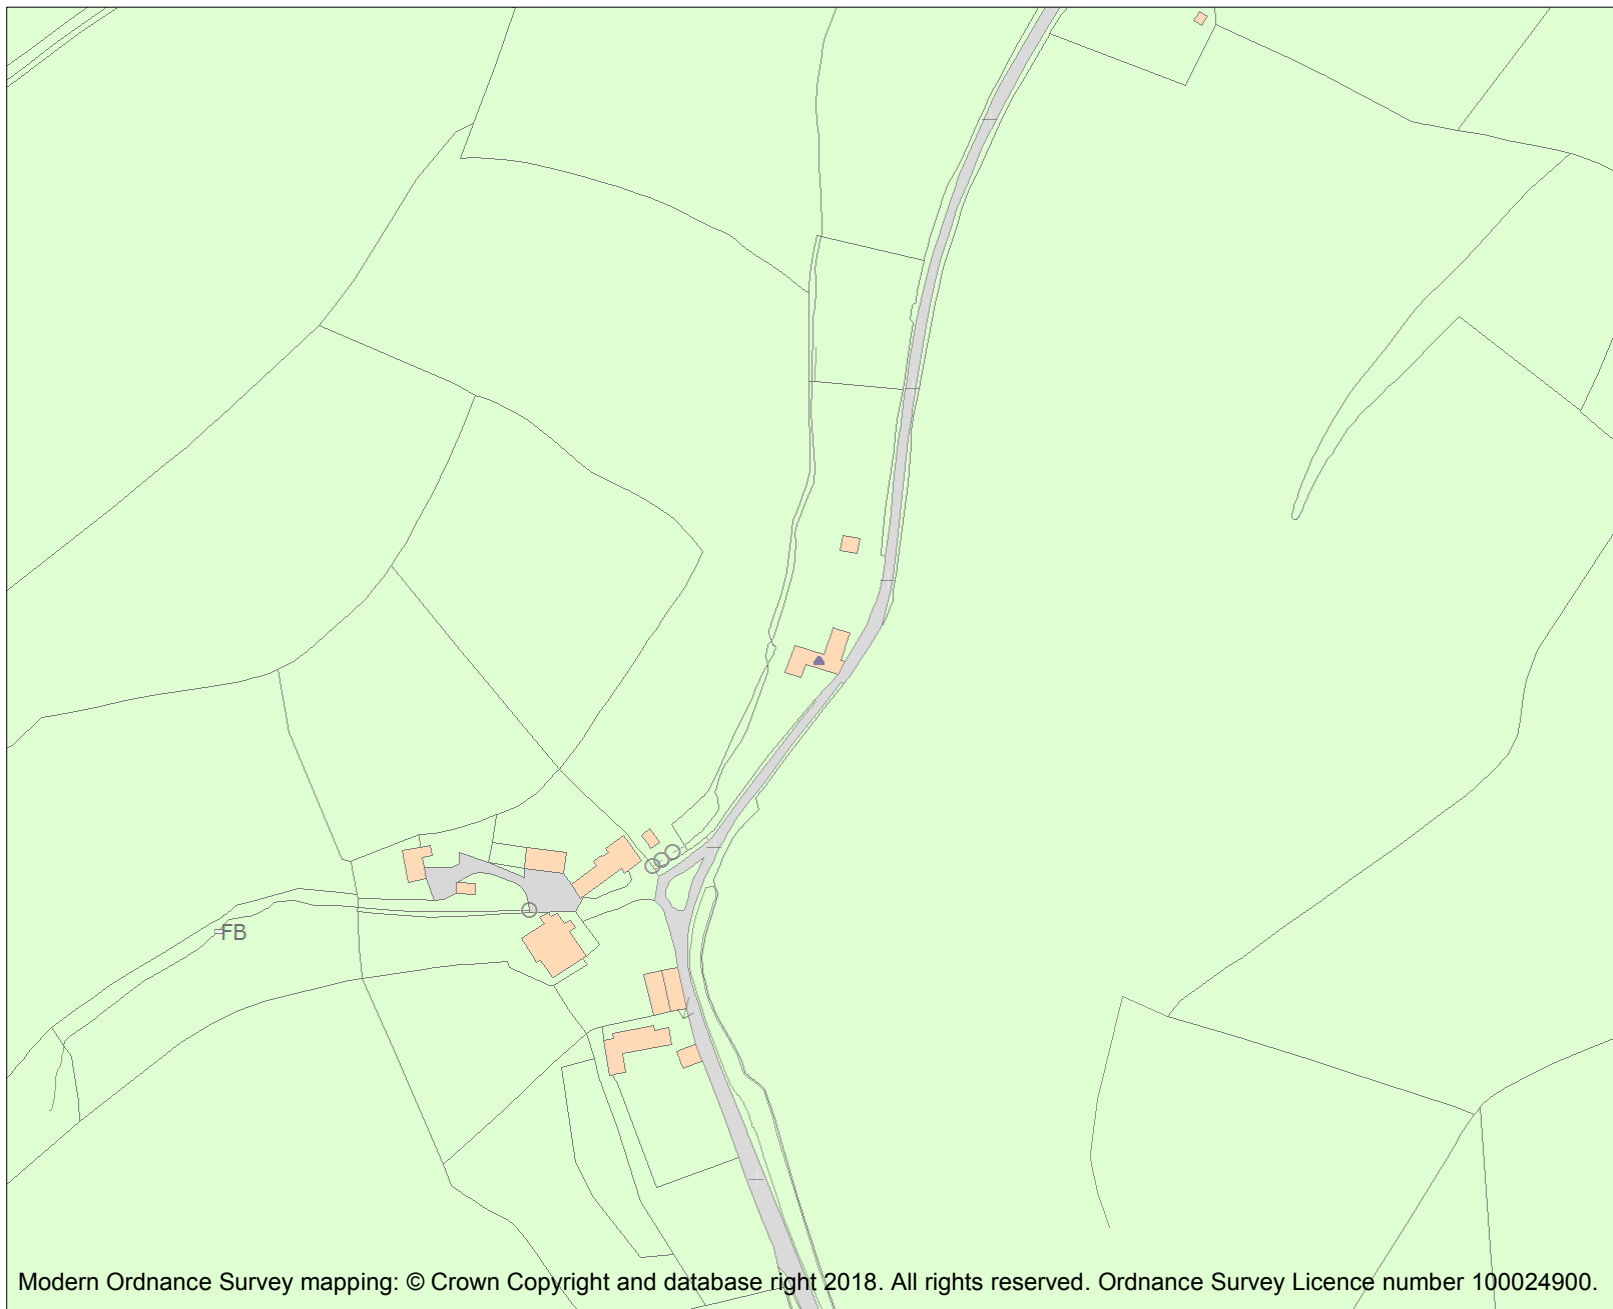 FB
Modern Ordnance Survey mapping: © Crown Copyright and database right 2018. All rights reserved. Ordnance Survey Licence number 100024900.